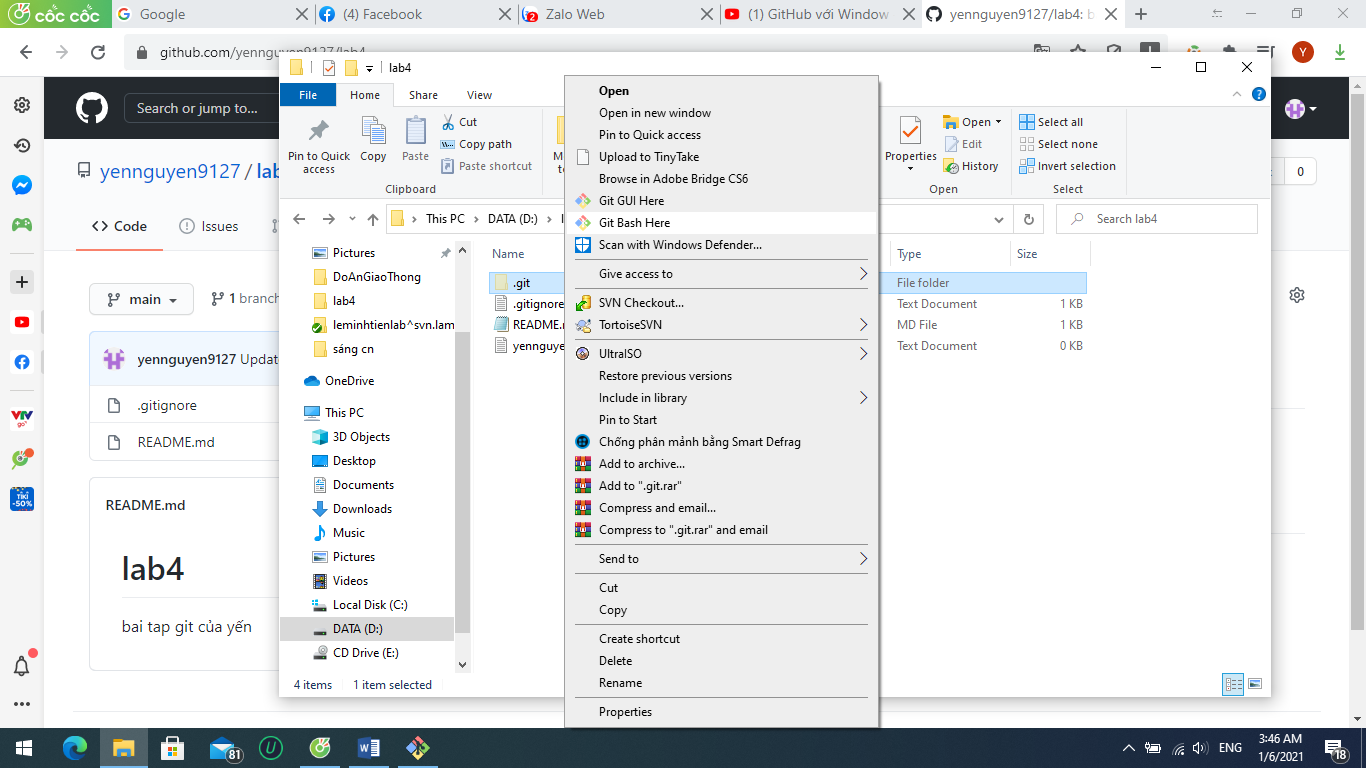 cốc cốc
Google
(4) Facebook
2
Zalo Web
(1) GitHub với Window
yennguyen9127/lab4: b
github.com/yennguyen9127/lab4
Y
lab4
File
Home
Share
View
Search or jump to...
Pin to Quick
access
Copy
Paste
Cut
Copy path
Paste shortcut
Clipboard
Properties
Open
Edit
History
Open
Select all
Select none
Invert selection
Select
yennguyen9127 / lab
0
Code
Issues
This PC
DATA (D:)
Search lab4
main
1 branch
yennguyen9127 Updat
.gitignore
README.md
README.md
lab4
bai tap git của yến
VTV
go
TIKI
-50%
Pictures
DoAnGiaoThong
lab4
leminhtienlab^svn.lam
sáng cn
OneDrive
This PC
3D Objects
Desktop
Documents
Downloads
Music
Pictures
Videos
Local Disk (C:)
DATA (D:)
CD Drive (E:)
Name
Type
Size
.git
File folder
.gitignore
Text Document
1 KB
README.
MD File
1 KB
yennguye
Text Document
0 KB
4 items
1 item selected
Open
Open in new window
Pin to Quick access
Upload to TinyTake
Browse in Adobe Bridge CS6
Git GUI Here
Git Bash Here
Scan with Windows Defender...
Give access to
SVN Checkout...
TortoiseSVN
UltraISO
Restore previous versions
Include in library
Pin to Start
Chống phân mảnh bằng Smart Defrag
Add to archive...
Add to ".git.rar"
Compress and email...
Compress to ".git.rar" and email
Send to
Cut
Copy
Create shortcut
Delete
Rename
Properties
81
ENG
3:46 AM
1/6/2021
18